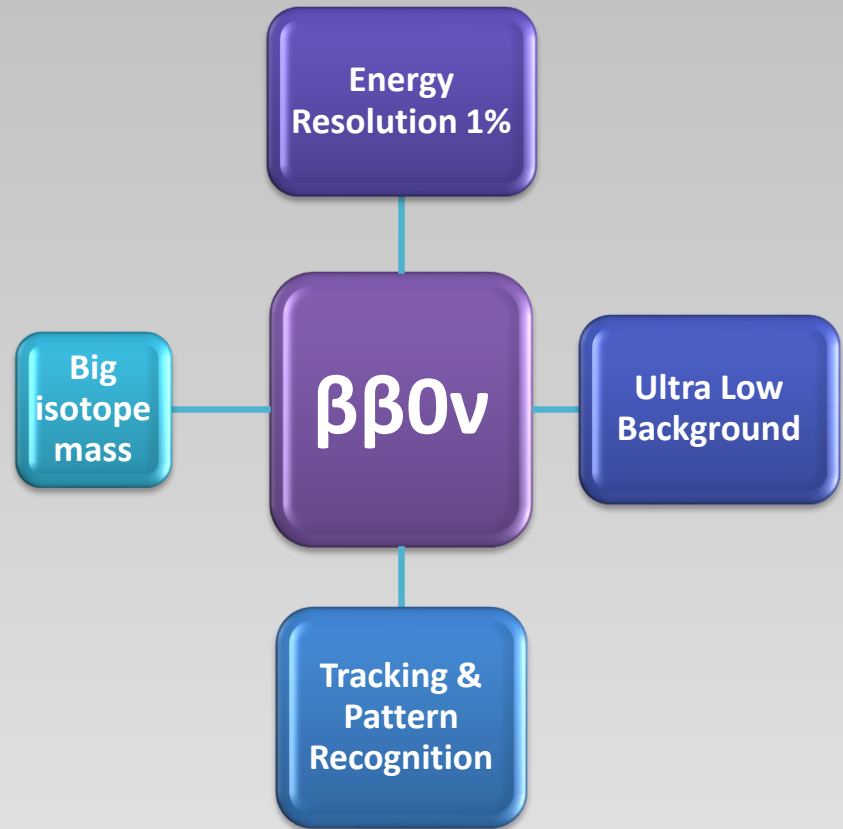 Energy
Resolution 1%
Big
isotope
mass
ββ0ν
Ultra Low
Background
Tracking &
Pattern
Recognition